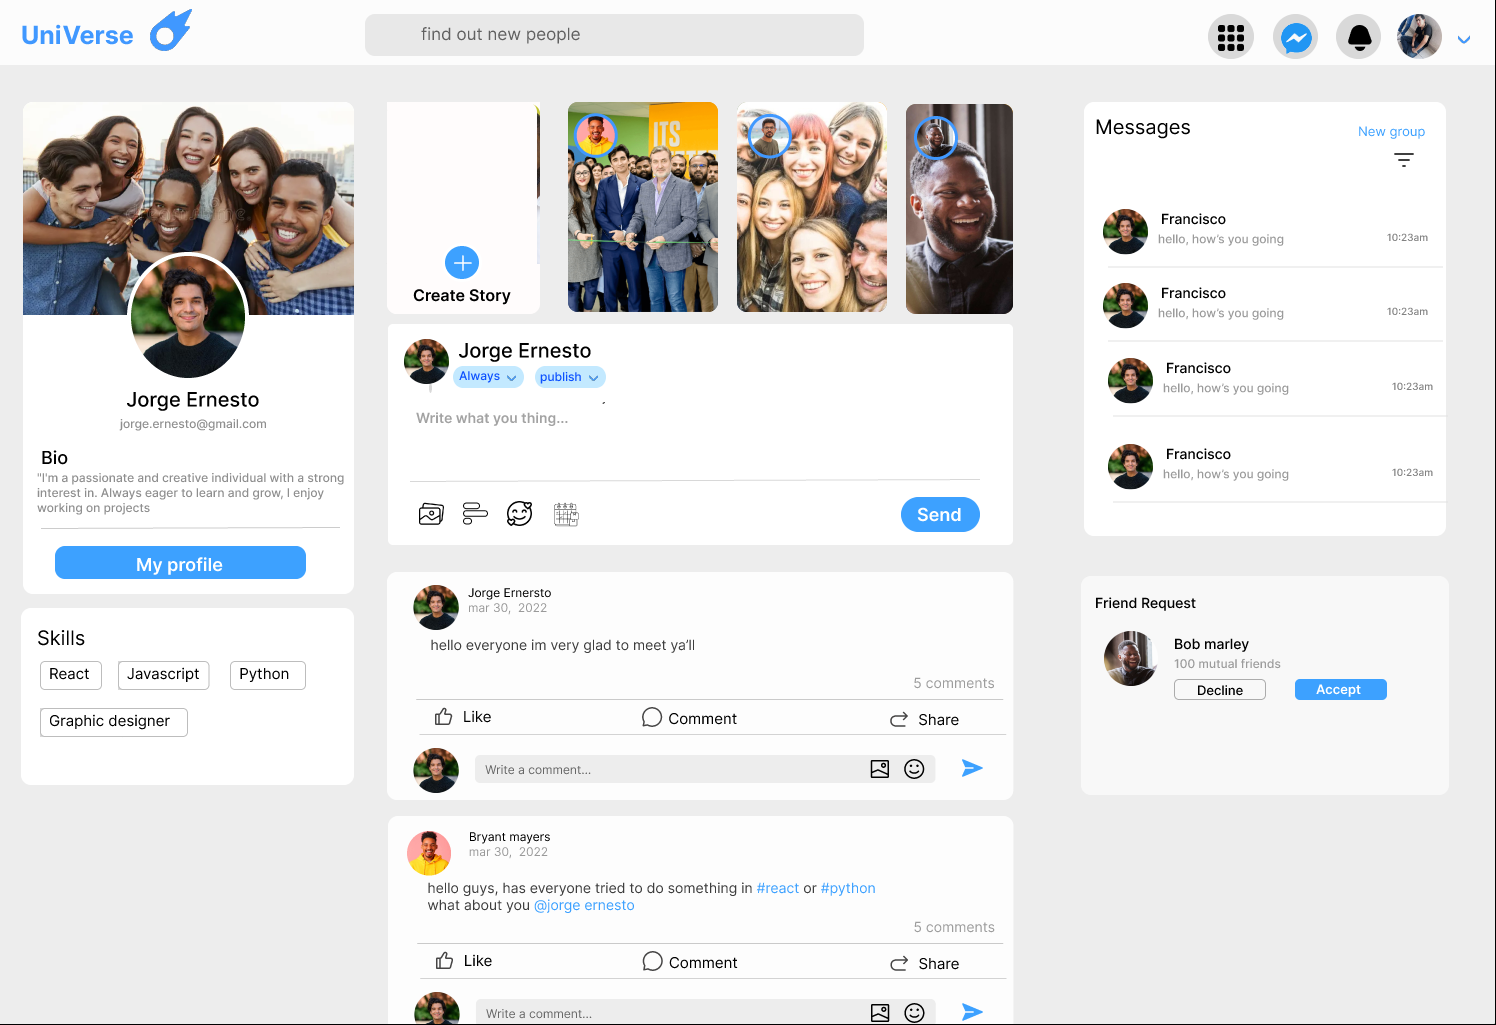 UniVerse
find out new people
Jorge Ernesto
jorge.ernesto@gmail.com
Bio
"I'm a passionate and creative individual with a strong
interest in. Always eager to learn and grow, I enjoy
working on projects
My profile
Skills
React
Javascript
Python
Graphic designer
Create Story
ITS
Jorge Ernesto
Always
publish
Write what you thing...
Send
Jorge Ernersto
mar 30, 2022
hello everyone im very glad to meet ya'll
5 comments
Like
Comment
Share
Write a comment...
Bryant mayers
mar 30, 2022
hello guys, has everyone tried to do something in #react or #python
what about you @jorge ernesto
5 comments
Like
Comment
Share
Write a comment...
Messages
New group
Francisco
hello, how's you going
10:23am
Francisco
hello, how's you going
10:23am
Francisco
hello, how's you going
10:23am
Francisco
hello, how's you going
10:23am
Friend Request
Bob marley
100 mutual friends
Decline
Accept